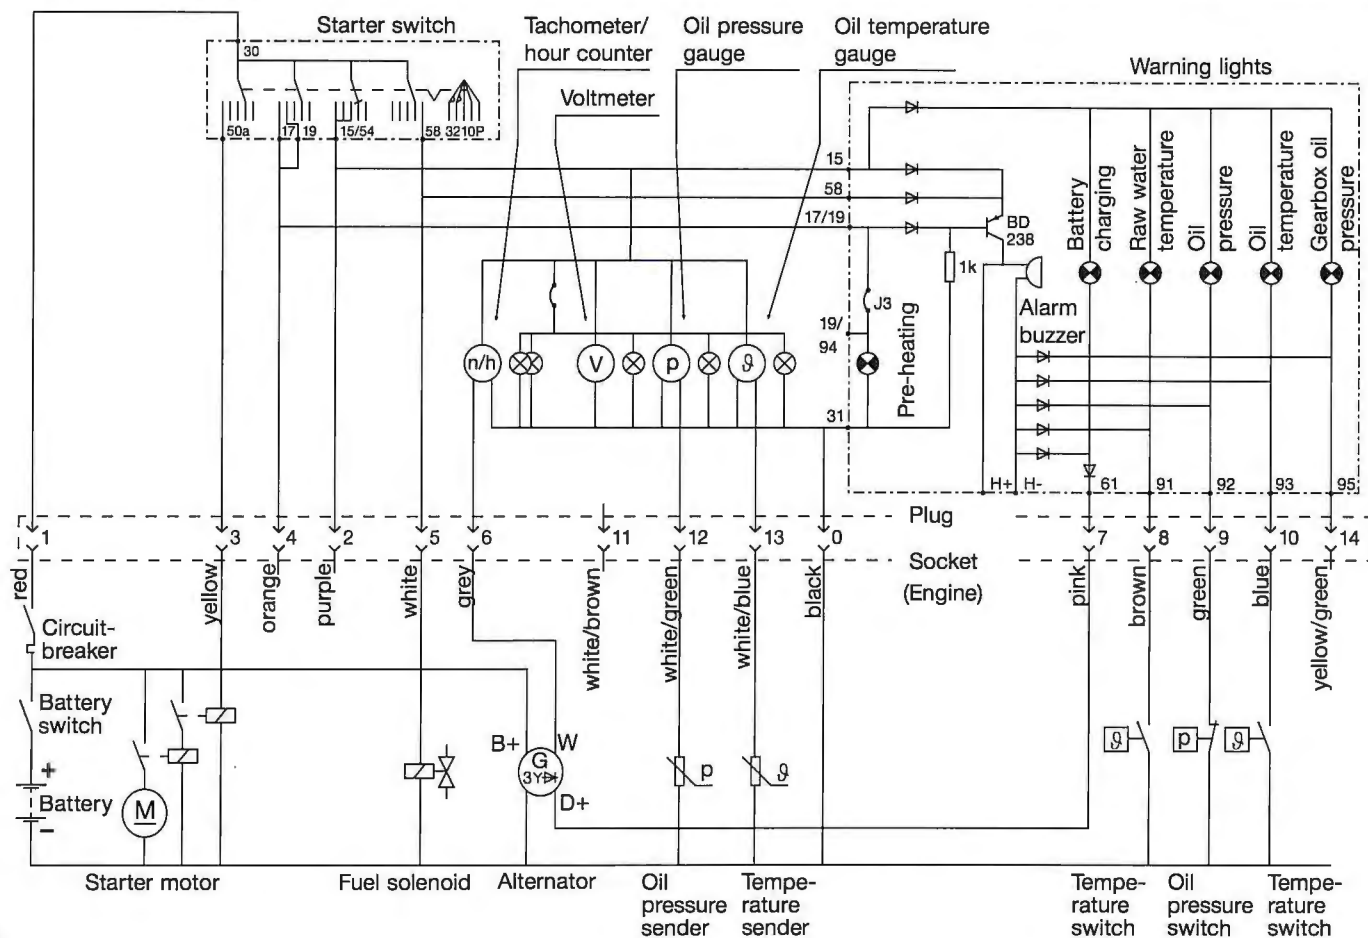 Starter switch
Tachometer/
hour counter
Oil pressure
gauge
Oil temperature
gauge
Voltmeter
Warning lights
30
50a
17
19
15/54
58
3210P
15
58
17/19
BD
238
1k
J3
19/
94
31
Pre-heating
Alarm
buzzer
Battery
charging
Raw water
temperature
Oil
pressure
Oil
temperature
Gearbox oil
pressure
n/h
V
p
ϑ
H+
H-
61
91
92
93
95
Plug
1
3
4
2
5
6
11
12
13
0
7
8
9
10
14
Socket
(Engine)
red
yellow
orange
purple
white
grey
white/brown
white/green
white/blue
black
pink
brown
green
blue
yellow/green
Circuit-
breaker
Battery
switch
+
Battery
−
M
B+
W
G
3Y
D+
p
ϑ
ϑ
p
ϑ
Starter motor
Fuel solenoid
Alternator
Oil
pressure
sender
Tempe-
rature
sender
Tempe-
rature
switch
Oil
pressure
switch
Tempe-
rature
switch